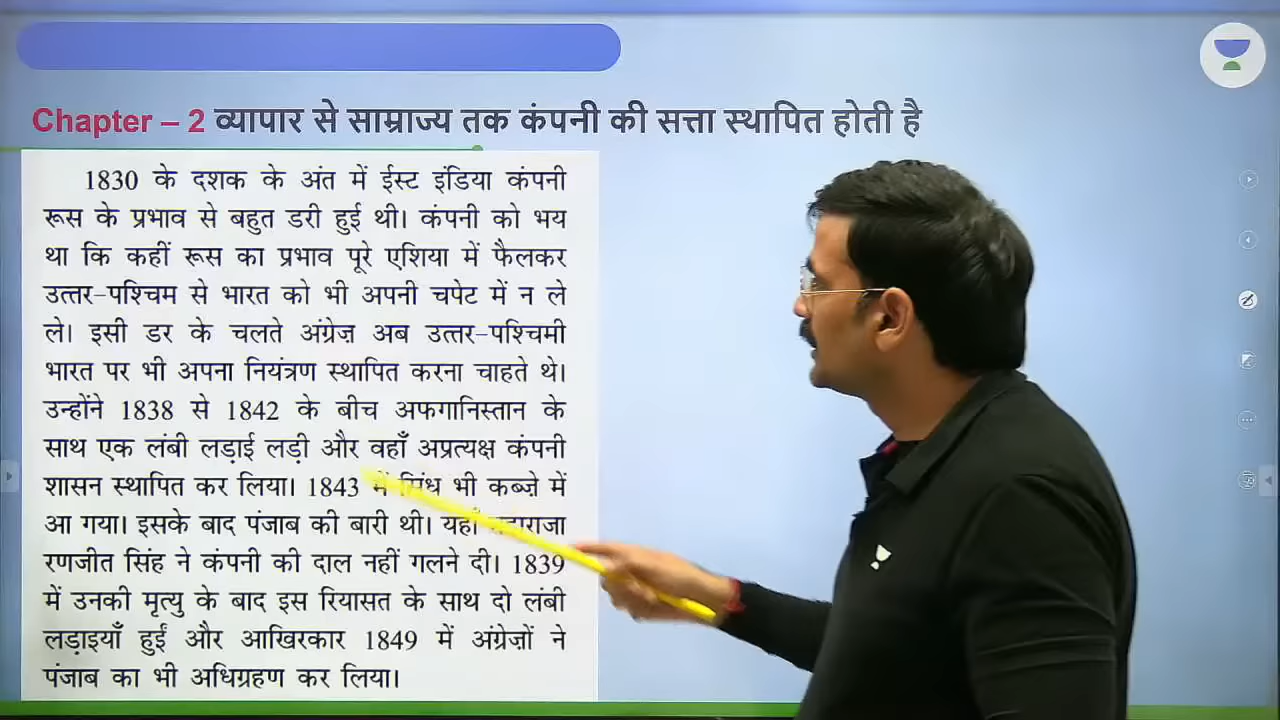 Chapter – 2 व्यापार से साम्राज्य तक कंपनी की सत्ता स्थापित होती है
1830 के दशक के अंत में ईस्ट इंडिया कंपनी
रूस के प्रभाव से बहुत डरी हुई थी। कंपनी को भय
था कि कहीं रूस का प्रभाव पूरे एशिया में फैलकर
उत्तर-पश्चिम से भारत को भी अपनी चपेट में न ले
ले। इसी डर के चलते अंग्रेज़ अब उत्तर-पश्चिमी
भारत पर भी अपना नियंत्रण स्थापित करना चाहते थे।
उन्होंने 1838 से 1842 के बीच अफगानिस्तान के
साथ एक लंबी लड़ाई लड़ी और वहाँ अप्रत्यक्ष कंपनी
शासन स्थापित कर लिया। 1843 में सिंध भी कब्ज़े में
आ गया। इसके बाद पंजाब की बारी थी। यहाँ महाराजा
रणजीत सिंह ने कंपनी की दाल नहीं गलने दी। 1839
में उनकी मृत्यु के बाद इस रियासत के साथ दो लंबी
लड़ाइयाँ हुईं और आखिरकार 1849 में अंग्रेज़ों ने
पंजाब का भी अधिग्रहण कर लिया।